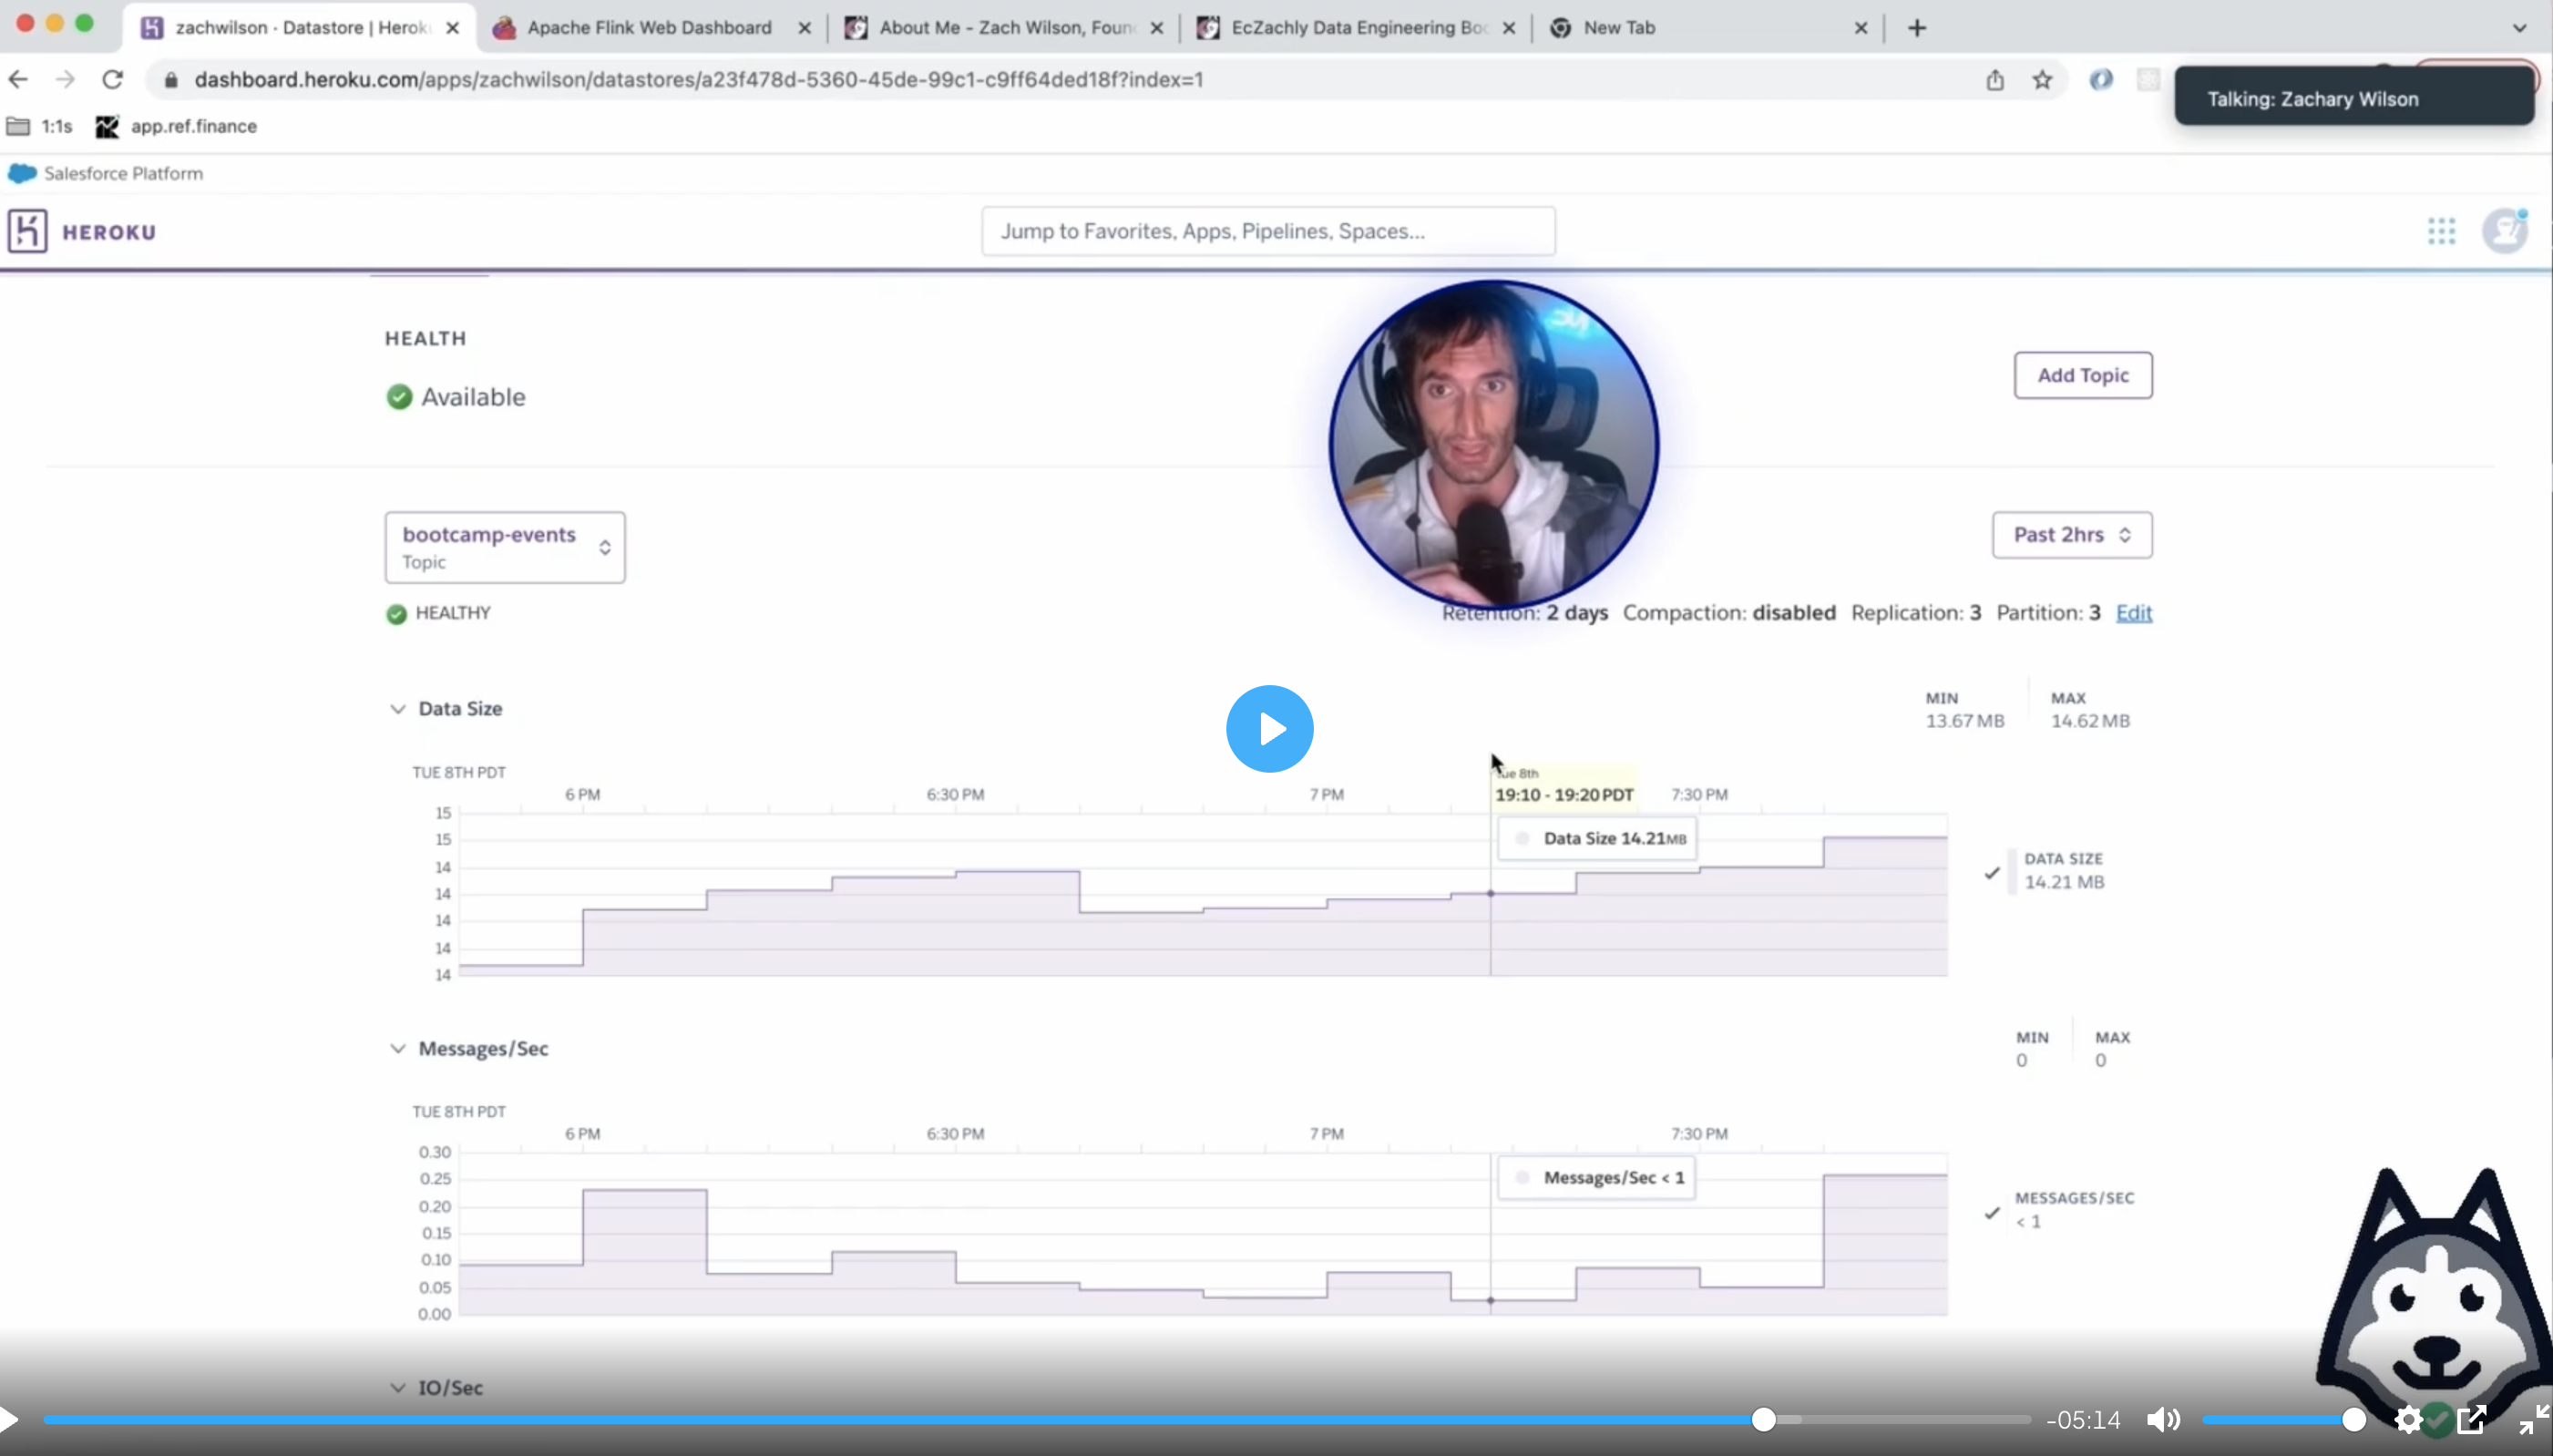 zachwilson · Datastore | Herok
Apache Flink Web Dashboard
About Me - Zach Wilson, Foun
EcZachly Data Engineering Boo
New Tab
dashboard.heroku.com/apps/zachwilson/datastores/a23f478d-5360-45de-99c1-c9ff64ded18f?index=1
Talking: Zachary Wilson
1:1s
app.ref.finance
Salesforce Platform
HEROKU
Jump to Favorites, Apps, Pipelines, Spaces...
HEALTH
Available
Add Topic
bootcamp-events
Topic
Past 2hrs
HEALTHY
Retention: 2 days Compaction: disabled Replication: 3 Partition: 3 Edit
Data Size
MIN
13.67 MB
MAX
14.62 MB
TUE 8TH PDT
6 PM
6:30 PM
7 PM
Tue 8th
19:10 - 19:20 PDT
7:30 PM
15
15
14
14
14
14
14
Data Size 14.21MB
DATA SIZE
14.21 MB
Messages/Sec
MIN
0
MAX
0
TUE 8TH PDT
6 PM
6:30 PM
7 PM
7:30 PM
0.30
0.25
0.20
0.15
0.10
0.05
0.00
Messages/Sec < 1
MESSAGES/SEC
< 1
IO/Sec
-05:14